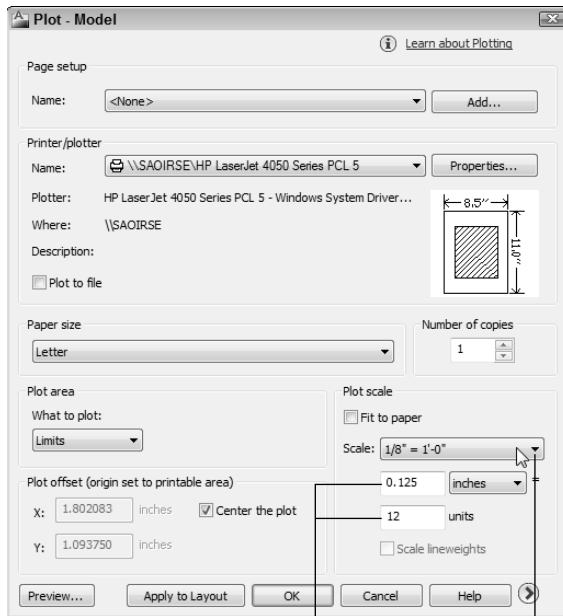 Plot - Model
Learn about Plotting
Page setup
Name: <None> Add...
Printer/plotter
Name: \\SAOIRSE\HP LaserJet 4050 Series PCL 5 Properties...
Plotter: HP LaserJet 4050 Series PCL 5 - Windows System Driver...
Where: \\SAOIRSE
Description:
Plot to file
8.5''
11.0''
Paper size
Letter
Number of copies
1
Plot area
What to plot:
Limits
Plot offset (origin set to printable area)
X: 1.802083 inches Center the plot
Y: 1.093750 inches
Plot scale
Fit to paper
Scale: 1/8" = 1'-0"
0.125 inches =
12 units
Scale lineweights
Preview... Apply to Layout OK Cancel Help